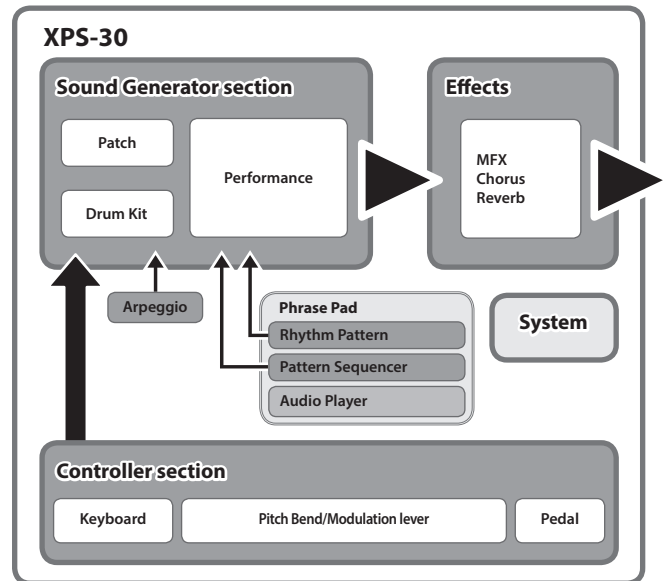 XPS-30
Sound Generator section
Patch
Drum Kit
Performance
Effects
MFX
Chorus
Reverb
Arpeggio
Phrase Pad
Rhythm Pattern
Pattern Sequencer
Audio Player
System
Controller section
Keyboard
Pitch Bend/Modulation lever
Pedal